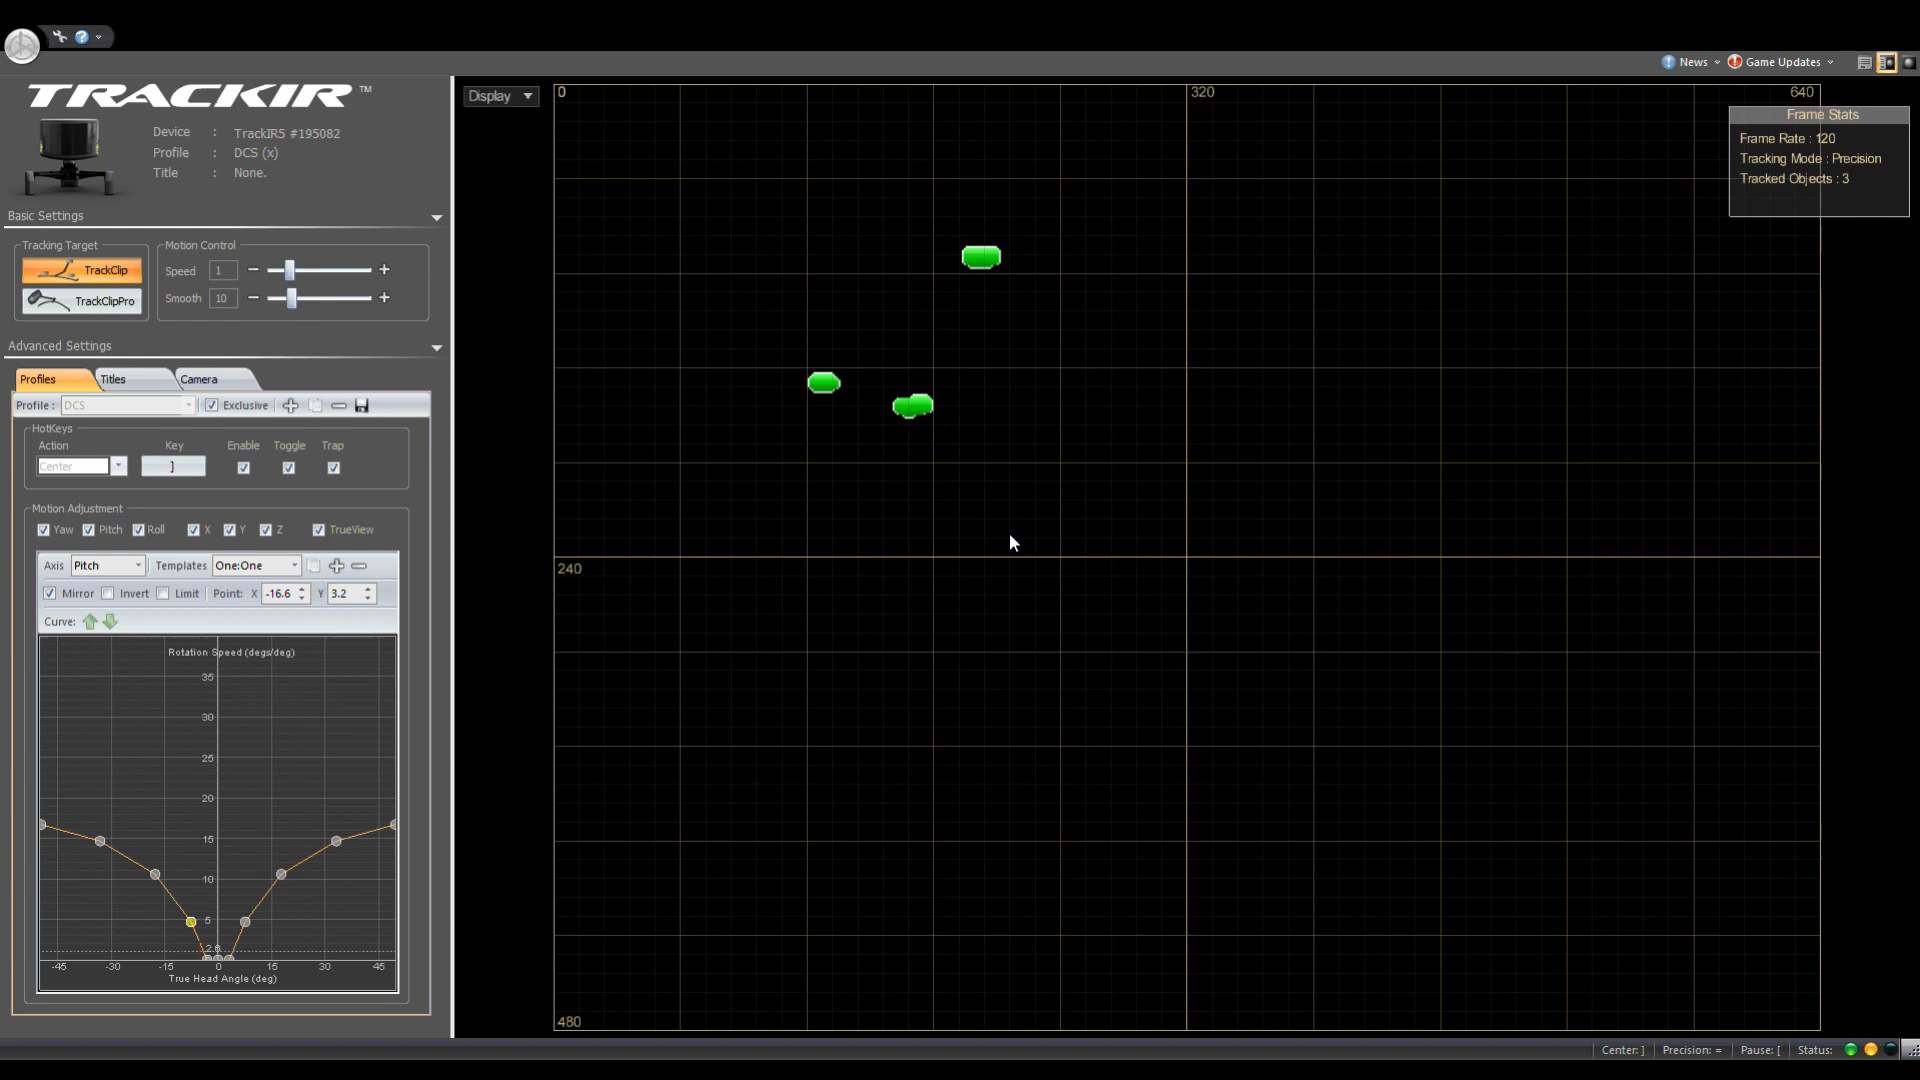 News
Game Updates
TRACKIR™
Device : TrackIR5 #195082
Profile : DCS (x)
Title : None.
Basic Settings
Tracking Target
TrackClip
TrackClipPro
Motion Control
Speed 1 − +
Smooth 10 − +
Advanced Settings
Profiles Titles Camera
Profile : DCS Exclusive
HotKeys
Action Key Enable Toggle Trap
Center ]
Motion Adjustment
Yaw Pitch Roll X Y Z TrueView
Axis Pitch Templates One:One
Mirror Invert Limit Point: X -16.6 Y 3.2
Curve:
Rotation Speed (degs/deg)
35
30
25
20
15
10
5
2.6
-45 -30 -15 0 15 30 45
True Head Angle (deg)
Display
0 320 640
240
480
Frame Stats
Frame Rate : 120
Tracking Mode : Precision
Tracked Objects : 3
Center: ] Precision: = Pause: [ Status: